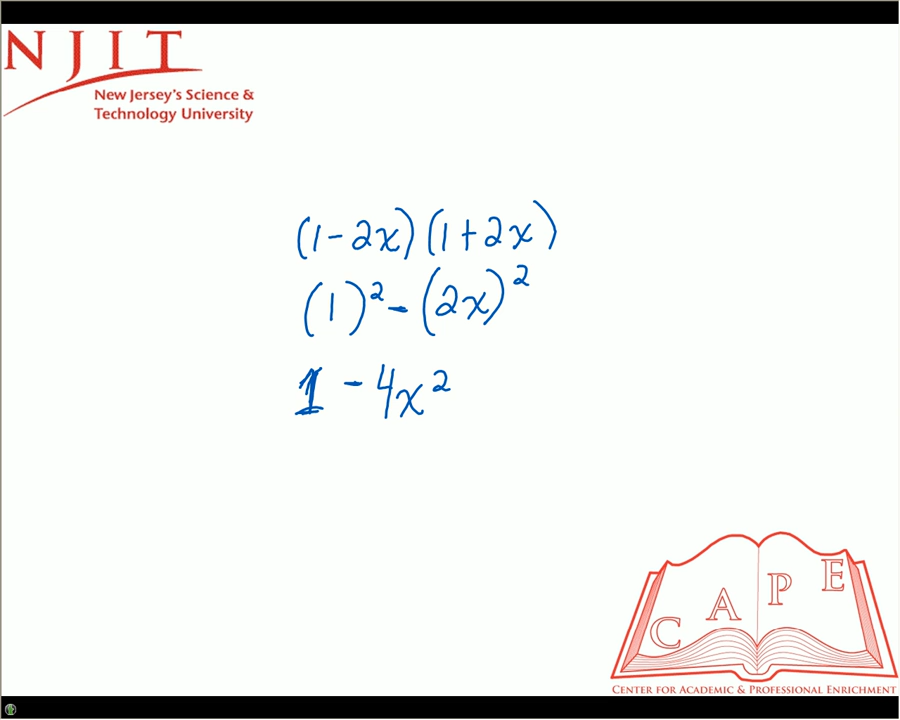 NJIT
New Jersey's Science &
Technology University
(1-2x)(1+2x)
(1)² - (2x)²
1 - 4x²
CAPE
CENTER FOR ACADEMIC & PROFESSIONAL ENRICHMENT